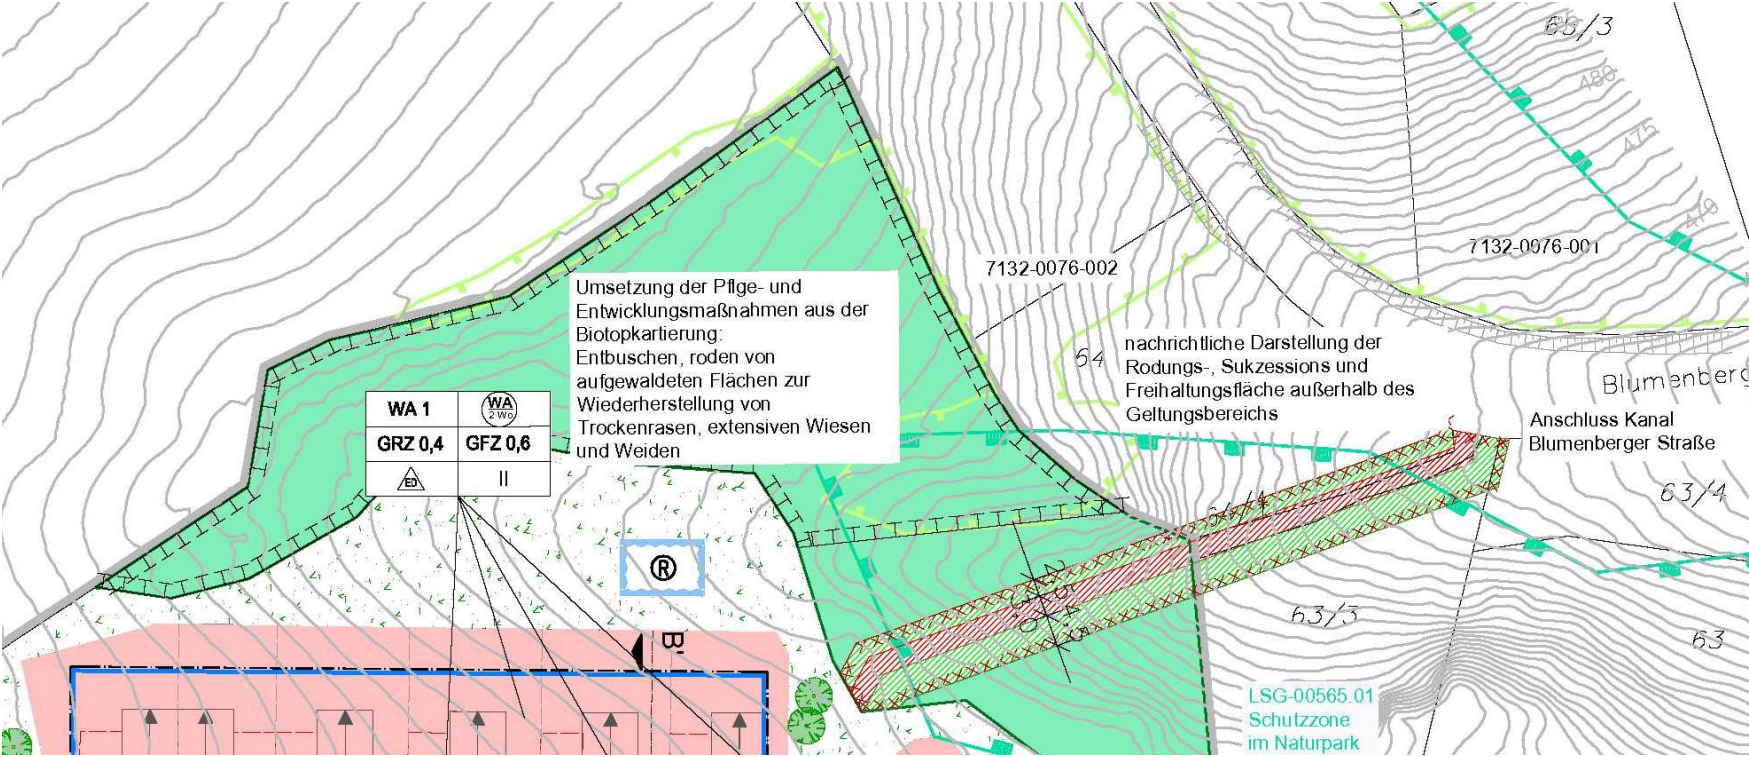 63/3
480
475
470
7132-0076-001
7132-0076-002
Umsetzung der Pflge- und
Entwicklungsmaßnahmen aus der
Biotopkartierung:
Entbuschen, roden von
aufgewaldeten Flächen zur
Wiederherstellung von
Trockenrasen, extensiven Wiesen
und Weiden
64
nachrichtliche Darstellung der
Rodungs-, Sukzessions und
Freihaltungsfläche außerhalb des
Geltungsbereichs
Blumenberg
Anschluss Kanal
Blumenberger Straße
WA 1
WA
2 Wo
GRZ 0,4
GFZ 0,6
ED
II
63/4
®
63/3
63
B'
LSG-00565.01
Schutzzone
im Naturpark